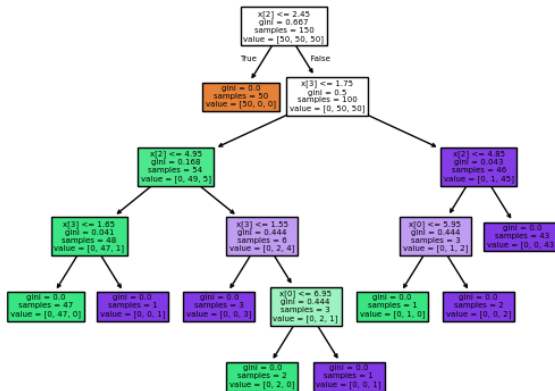 x[2] <= 2.45
gini = 0.667
samples = 150
value = [50, 50, 50]
True
False
gini = 0.0
samples = 50
value = [50, 0, 0]
x[3] <= 1.75
gini = 0.5
samples = 100
value = [0, 50, 50]
x[2] <= 4.95
gini = 0.168
samples = 54
value = [0, 49, 5]
x[2] <= 4.85
gini = 0.043
samples = 46
value = [0, 1, 45]
x[3] <= 1.65
gini = 0.041
samples = 48
value = [0, 47, 1]
x[3] <= 1.55
gini = 0.444
samples = 6
value = [0, 2, 4]
x[0] <= 5.95
gini = 0.444
samples = 3
value = [0, 1, 2]
gini = 0.0
samples = 43
value = [0, 0, 43]
gini = 0.0
samples = 47
value = [0, 47, 0]
gini = 0.0
samples = 1
value = [0, 0, 1]
gini = 0.0
samples = 3
value = [0, 0, 3]
x[0] <= 6.95
gini = 0.444
samples = 3
value = [0, 2, 1]
gini = 0.0
samples = 1
value = [0, 1, 0]
gini = 0.0
samples = 2
value = [0, 0, 2]
gini = 0.0
samples = 2
value = [0, 2, 0]
gini = 0.0
samples = 1
value = [0, 0, 1]